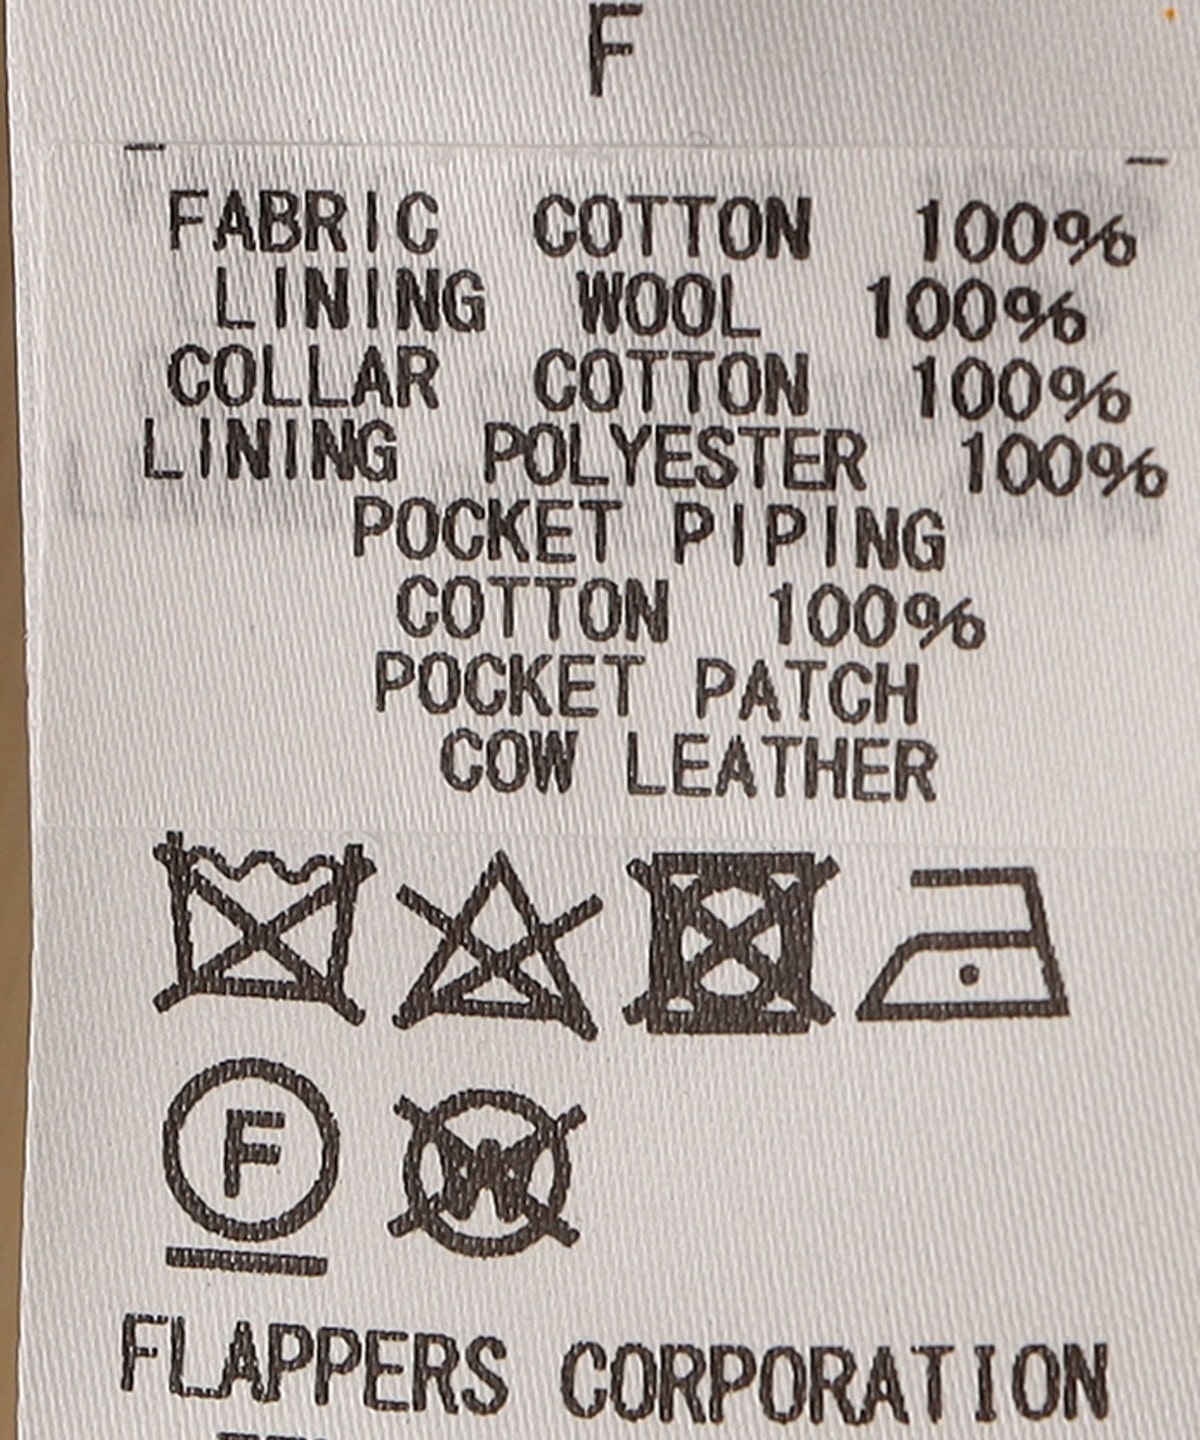 F
FABRIC COTTON 100%
LINING WOOL 100%
COLLAR COTTON 100%
LINING POLYESTER 100%
POCKET PIPING
COTTON 100%
POCKET PATCH
COW LEATHER
F W
FLAPPERS CORPORATION